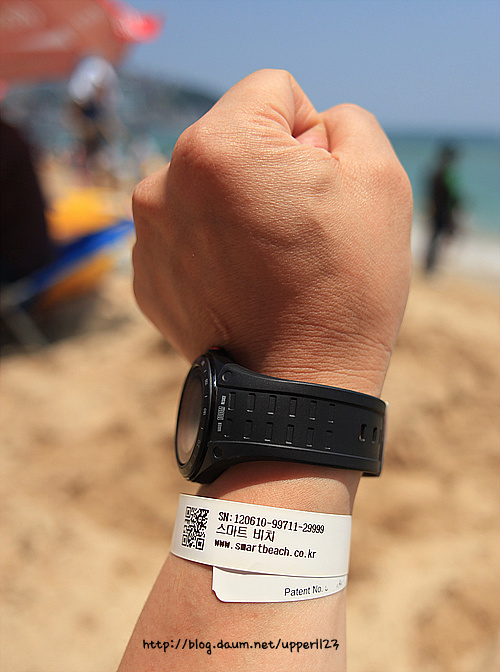 SN:120610-99711-29999
스마트 비치
www.smartbeach.co.kr
Patent No.
http://blog.daum.net/upperll27